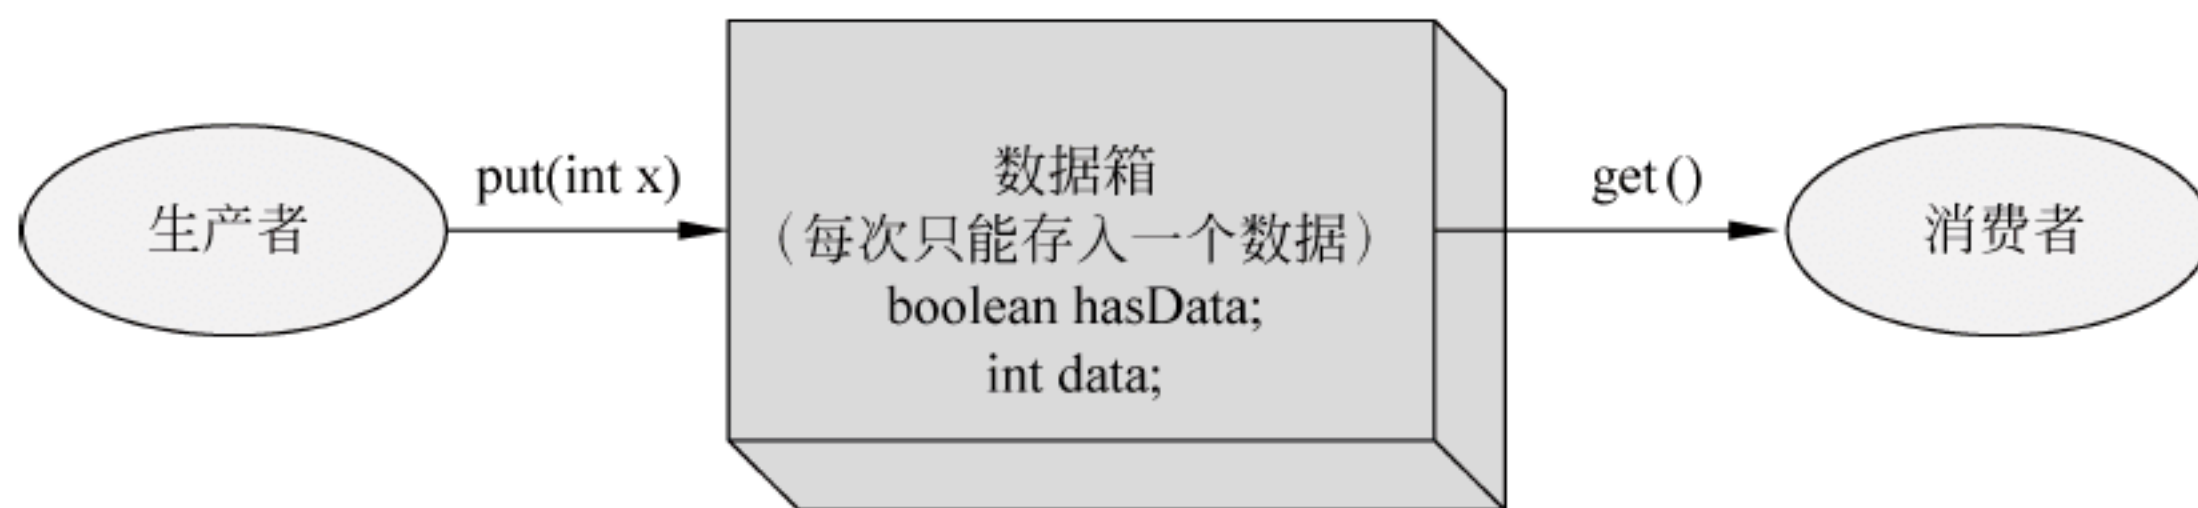 生产者
put(int x)
数据箱
（每次只能存入一个数据）
boolean hasData;
int data;
get()
消费者